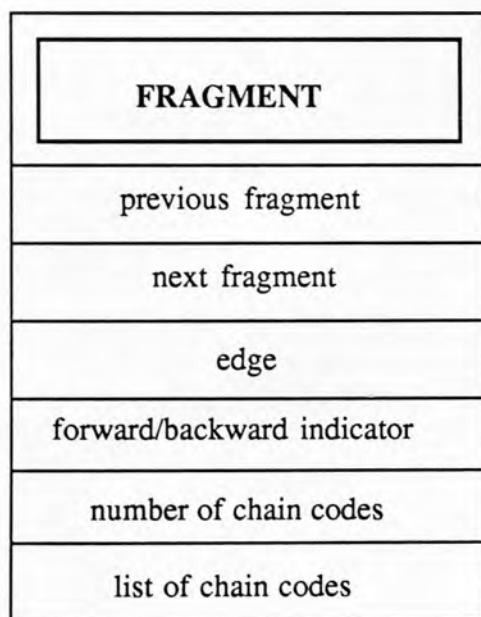 FRAGMENT
previous fragment
next fragment
edge
forward/backward indicator
number of chain codes
list of chain codes